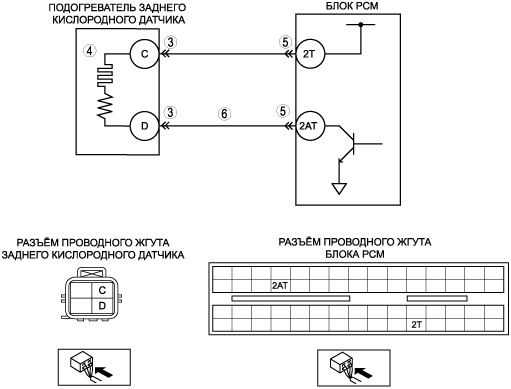 ПОДОГРЕВАТЕЛЬ ЗАДНЕГО
КИСЛОРОДНОГО ДАТЧИКА
БЛОК PCM
4
C
3
5
2T
D
3
6
5
2AT
РАЗЪЁМ ПРОВОДНОГО ЖГУТА
ЗАДНЕГО КИСЛОРОДНОГО ДАТЧИКА
РАЗЪЁМ ПРОВОДНОГО ЖГУТА
БЛОКА PCM
C
D
2AT
2T